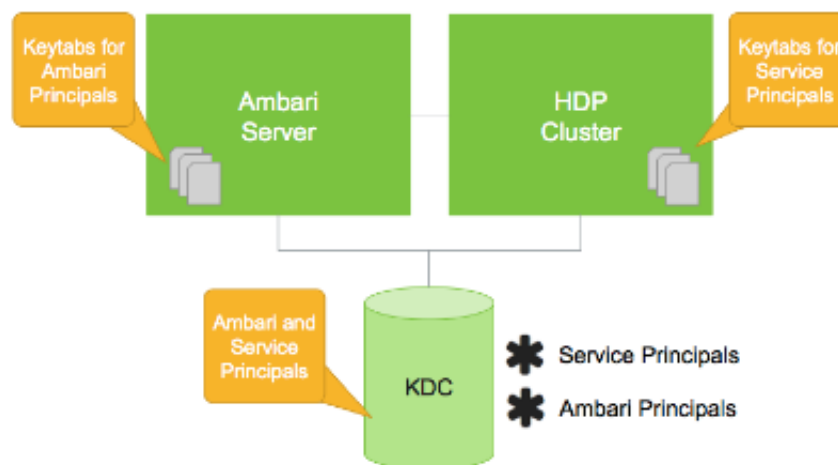 Keytabs for
Ambari
Principals
Ambari
Server
HDP
Cluster
Keytabs for
Service
Principals
Ambari and
Service
Principals
KDC
Service Principals
Ambari Principals